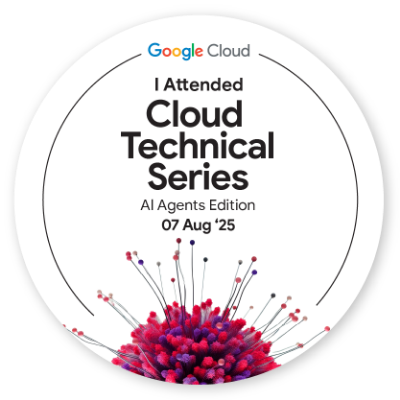 Google Cloud
I Attended
Cloud
Technical
Series
AI Agents Edition
07 Aug ‘25